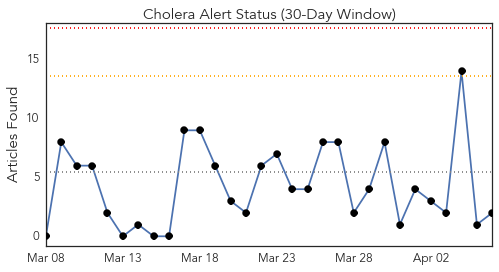 Cholera Alert Status (30-Day Window)
Articles Found
15
10
5
0
Mar 08 Mar 13 Mar 18 Mar 23 Mar 28 Apr 02